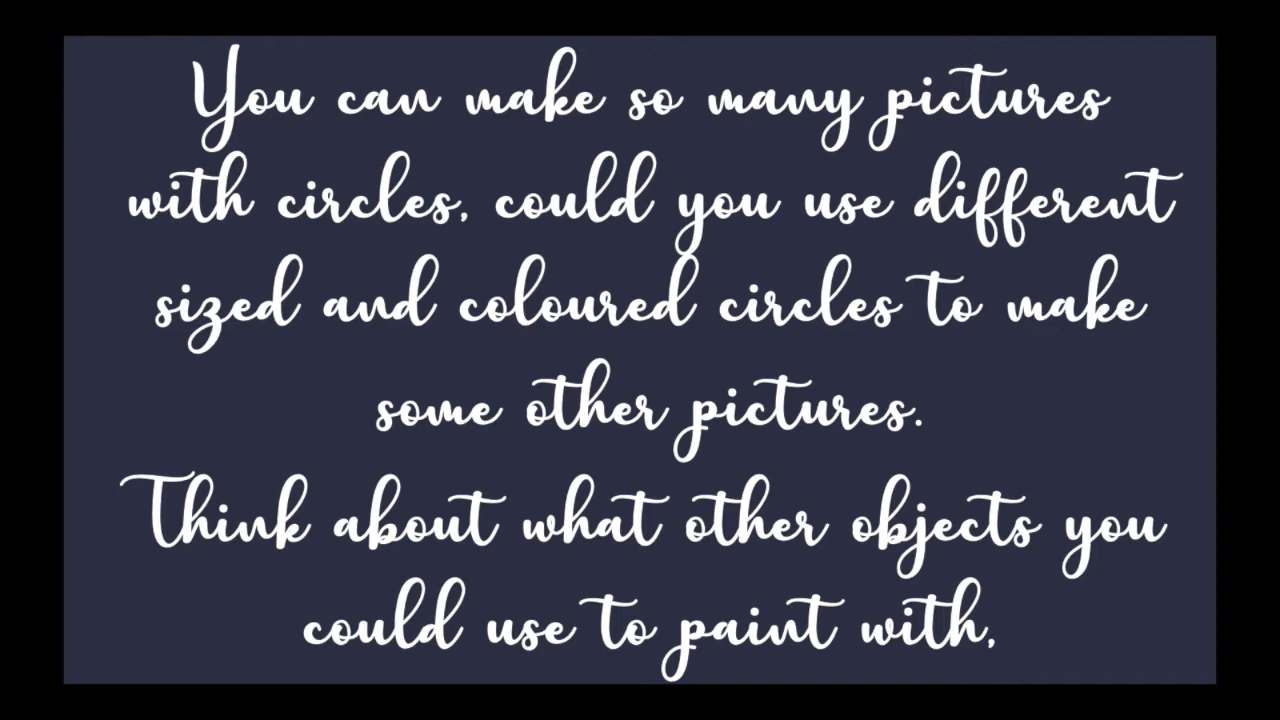 You can make so many pictures
with circles, could you use different
sized and coloured circles to make
some other pictures.
Think about what other objects you
could use to paint with,